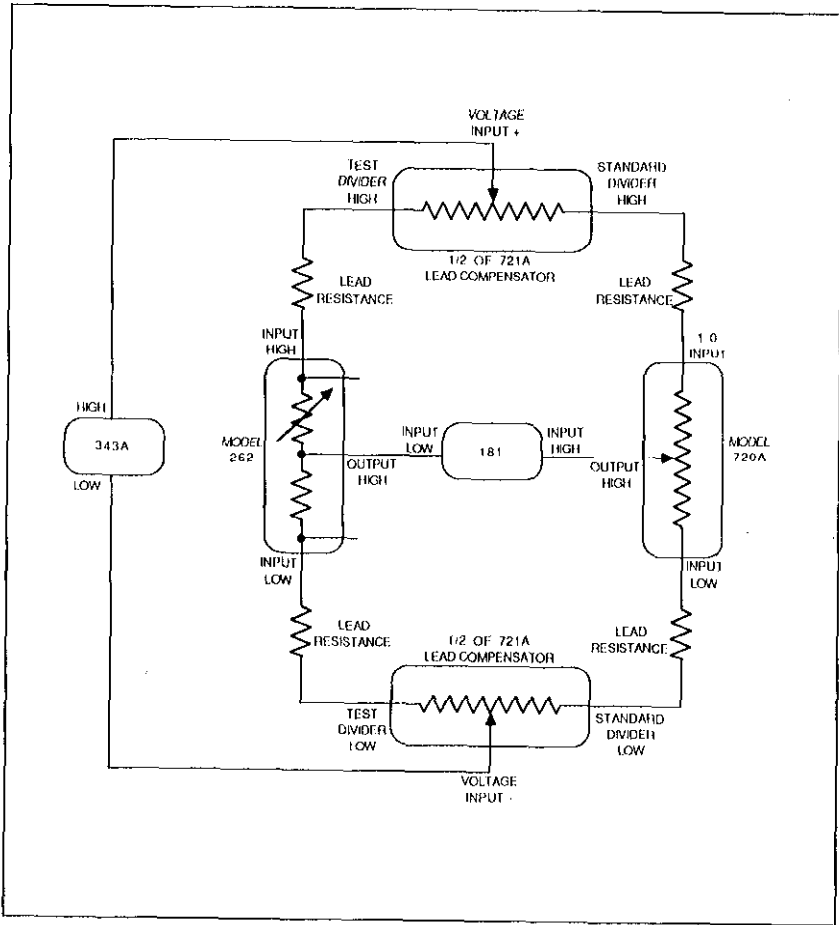 VOLTAGE
INPUT +
TEST
DIVIDER
HIGH
STANDARD
DIVIDER
HIGH
1/2 OF 721A
LEAD COMPENSATOR
LEAD
RESISTANCE
LEAD
RESISTANCE
INPUT
HIGH
1 0
INPUT
HIGH
343A
LOW
MODEL
262
OUTPUT
HIGH
INPUT
LOW
181
INPUT
HIGH
OUTPUT
HIGH
MODEL
720A
INPUT
LOW
INPUT
LOW
LEAD
RESISTANCE
1/2 OF 721A
LEAD COMPENSATOR
LEAD
RESISTANCE
TEST
DIVIDER
LOW
STANDARD
DIVIDER
LOW
VOLTAGE
INPUT -